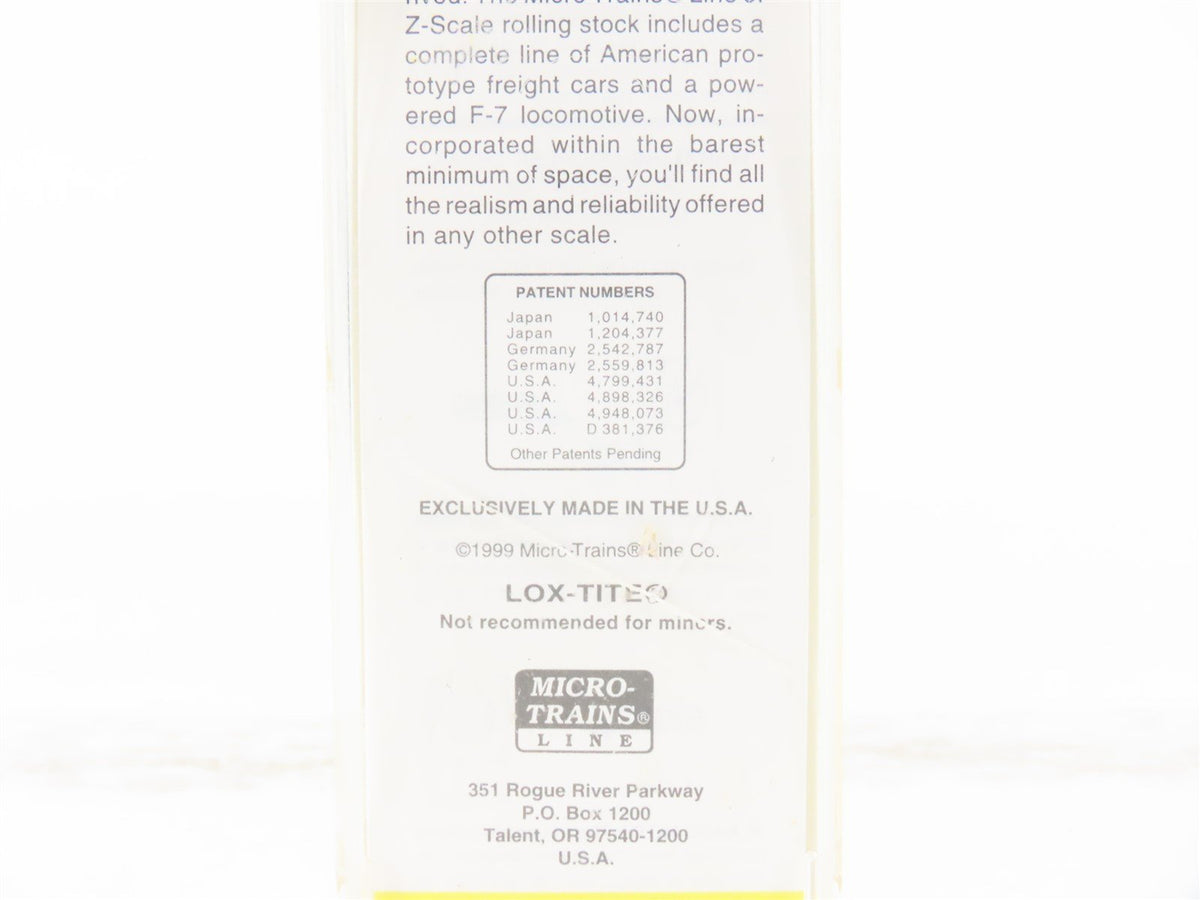 Z-Scale rolling stock includes a
complete line of American pro-
totype freight cars and a pow-
ered F-7 locomotive. Now, in-
corporated within the barest
minimum of space, you'll find all
the realism and reliability offered
in any other scale.
PATENT NUMBERS
Japan 1,014,740
Japan 1,204,377
Germany 2,542,787
Germany 2,559,813
U.S.A. 4,799,431
U.S.A. 4,898,326
U.S.A. 4,948,073
U.S.A. D 381,376
Other Patents Pending
EXCLUSIVELY MADE IN THE U.S.A.
©1999 Micro-Trains® Line Co.
LOX-TITE®
Not recommended for minors.
MICRO-
TRAINS®
LINE
351 Rogue River Parkway
P.O. Box 1200
Talent, OR 97540-1200
U.S.A.